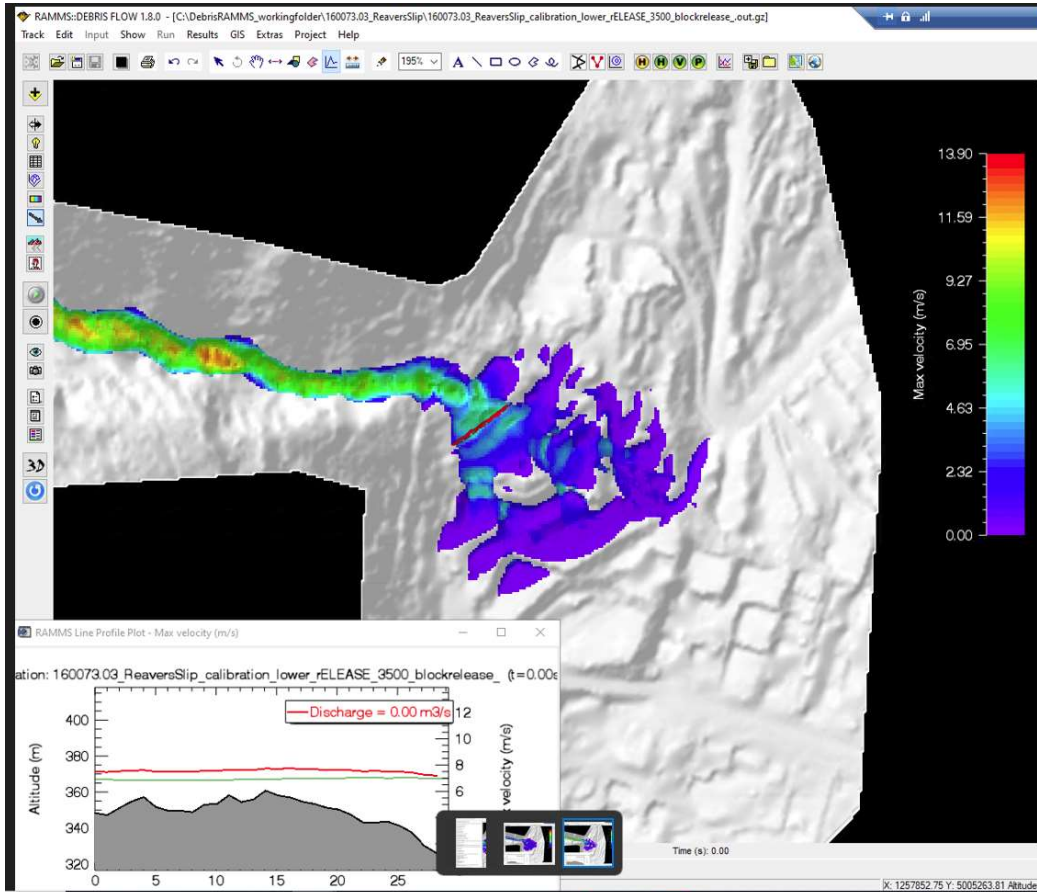 RAMMS::DEBRIS FLOW 1.8.0 - [C:\DebrisRAMMS_workingfolder\160073.03_ReaversSlip\160073.03_ReaversSlip_calibration_lower_rELEASE_3500_blockrelease_.out.gz]
Track Edit Input Show Run Results GIS Extras Project Help
195%
A
H H V P
3D
13.90
11.59
9.27
6.95
4.63
2.32
0.00
Max velocity (m/s)
RAMMS Line Profile Plot - Max velocity (m/s)
ation: 160073.03_ReaversSlip_calibration_lower_rELEASE_3500_blockrelease_ (t=0.00s
Discharge = 0.00 m3/s
400
380
360
340
320
Altitude (m)
12
10
8
6
x velocity (m/s)
0 5 10 15 20 25
Time (s): 0.00
X: 1257852.75 Y: 5005263.81 Altitude